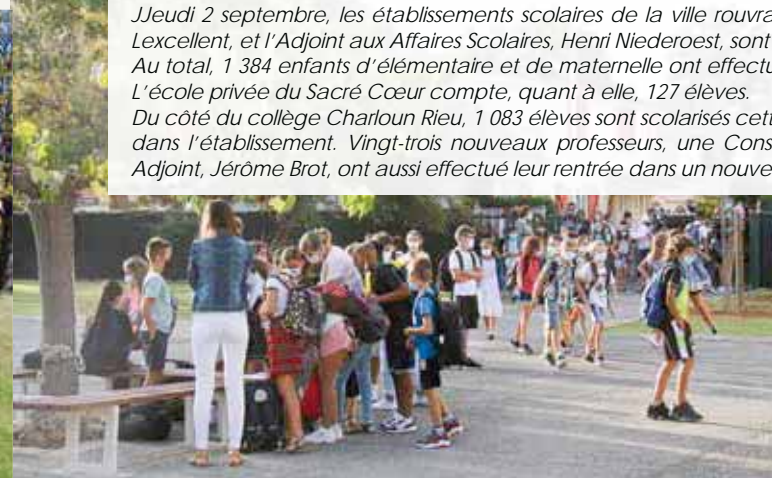 JJeudi 2 septembre, les établissements scolaires de la ville rouvra
Lexcellent, et l'Adjoint aux Affaires Scolaires, Henri Niederoest, sont
Au total, 1 384 enfants d'élémentaire et de maternelle ont effectu
L'école privée du Sacré Cœur compte, quant à elle, 127 élèves.
Du côté du collège Charloun Rieu, 1 083 élèves sont scolarisés cett
dans l'établissement. Vingt-trois nouveaux professeurs, une Cons
Adjoint, Jérôme Brot, ont aussi effectué leur rentrée dans un nouve